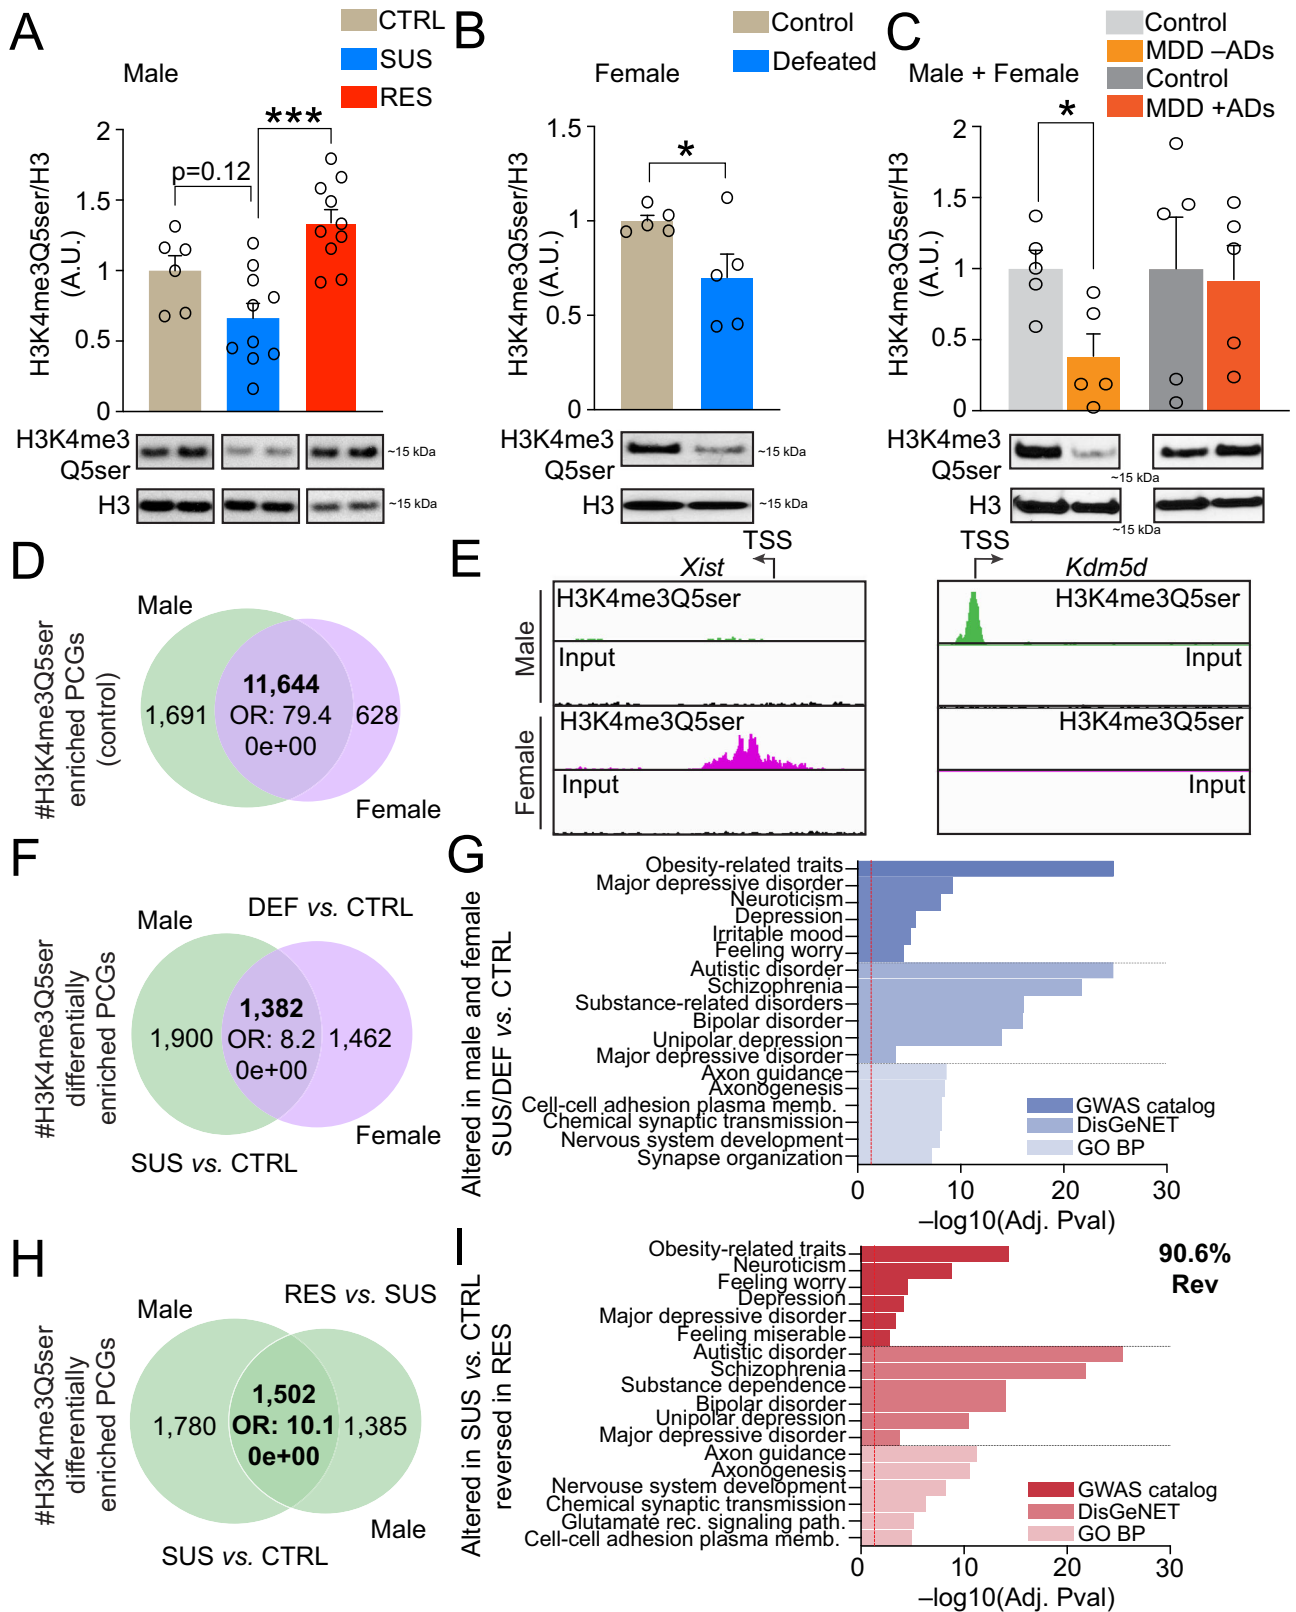 A
Male
CTRL
SUS
RES
***
p=0.12
H3K4me3Q5ser/H3
(A.U.)
2
1.5
1
0.5
0
H3K4me3
Q5ser
~15 kDa
H3
~15 kDa
B
Female
Control
Defeated
*
H3K4me3Q5ser/H3
(A.U.)
1.5
1
0.5
0
H3K4me3
Q5ser
~15 kDa
H3
~15 kDa
C
Male + Female
Control
MDD –ADs
Control
MDD +ADs
*
H3K4me3Q5ser/H3
(A.U.)
2
1.5
1
0.5
0
H3K4me3
Q5ser
~15 kDa
H3
~15 kDa
D
#H3K4me3Q5ser
enriched PCGs
(control)
Male
1,691
11,644
OR: 79.4
0e+00
628
Female
E
TSS
Xist
TSS
Kdm5d
Male
H3K4me3Q5ser
Input
H3K4me3Q5ser
Input
Female
H3K4me3Q5ser
Input
H3K4me3Q5ser
Input
F
#H3K4me3Q5ser
differentially
enriched PCGs
Male
DEF vs. CTRL
1,900
1,382
OR: 8.2
0e+00
1,462
Female
SUS vs. CTRL
G
Altered in male and female
SUS/DEF vs. CTRL
Obesity-related traits
Major depressive disorder
Neuroticism
Depression
Irritable mood
Feeling worry
Autistic disorder
Schizophrenia
Substance-related disorders
Bipolar disorder
Unipolar depression
Major depressive disorder
Axon guidance
Axonogenesis
Cell-cell adhesion plasma memb.
Chemical synaptic transmission
Nervous system development
Synapse organization
GWAS catalog
DisGeNET
GO BP
0
10
20
30
–log10(Adj. Pval)
H
#H3K4me3Q5ser
differentially
enriched PCGs
Male
RES vs. SUS
1,780
1,502
OR: 10.1
0e+00
1,385
Male
SUS vs. CTRL
I
Altered in SUS vs. CTRL
reversed in RES
90.6%
Rev
Obesity-related traits
Neuroticism
Feeling worry
Depression
Major depressive disorder
Feeling miserable
Autistic disorder
Schizophrenia
Substance dependence
Bipolar disorder
Unipolar depression
Major depressive disorder
Axon guidance
Axonogenesis
Nervouse system development
Chemical synaptic transmission
Glutamate rec. signaling path.
Cell-cell adhesion plasma memb.
GWAS catalog
DisGeNET
GO BP
0
10
20
30
–log10(Adj. Pval)